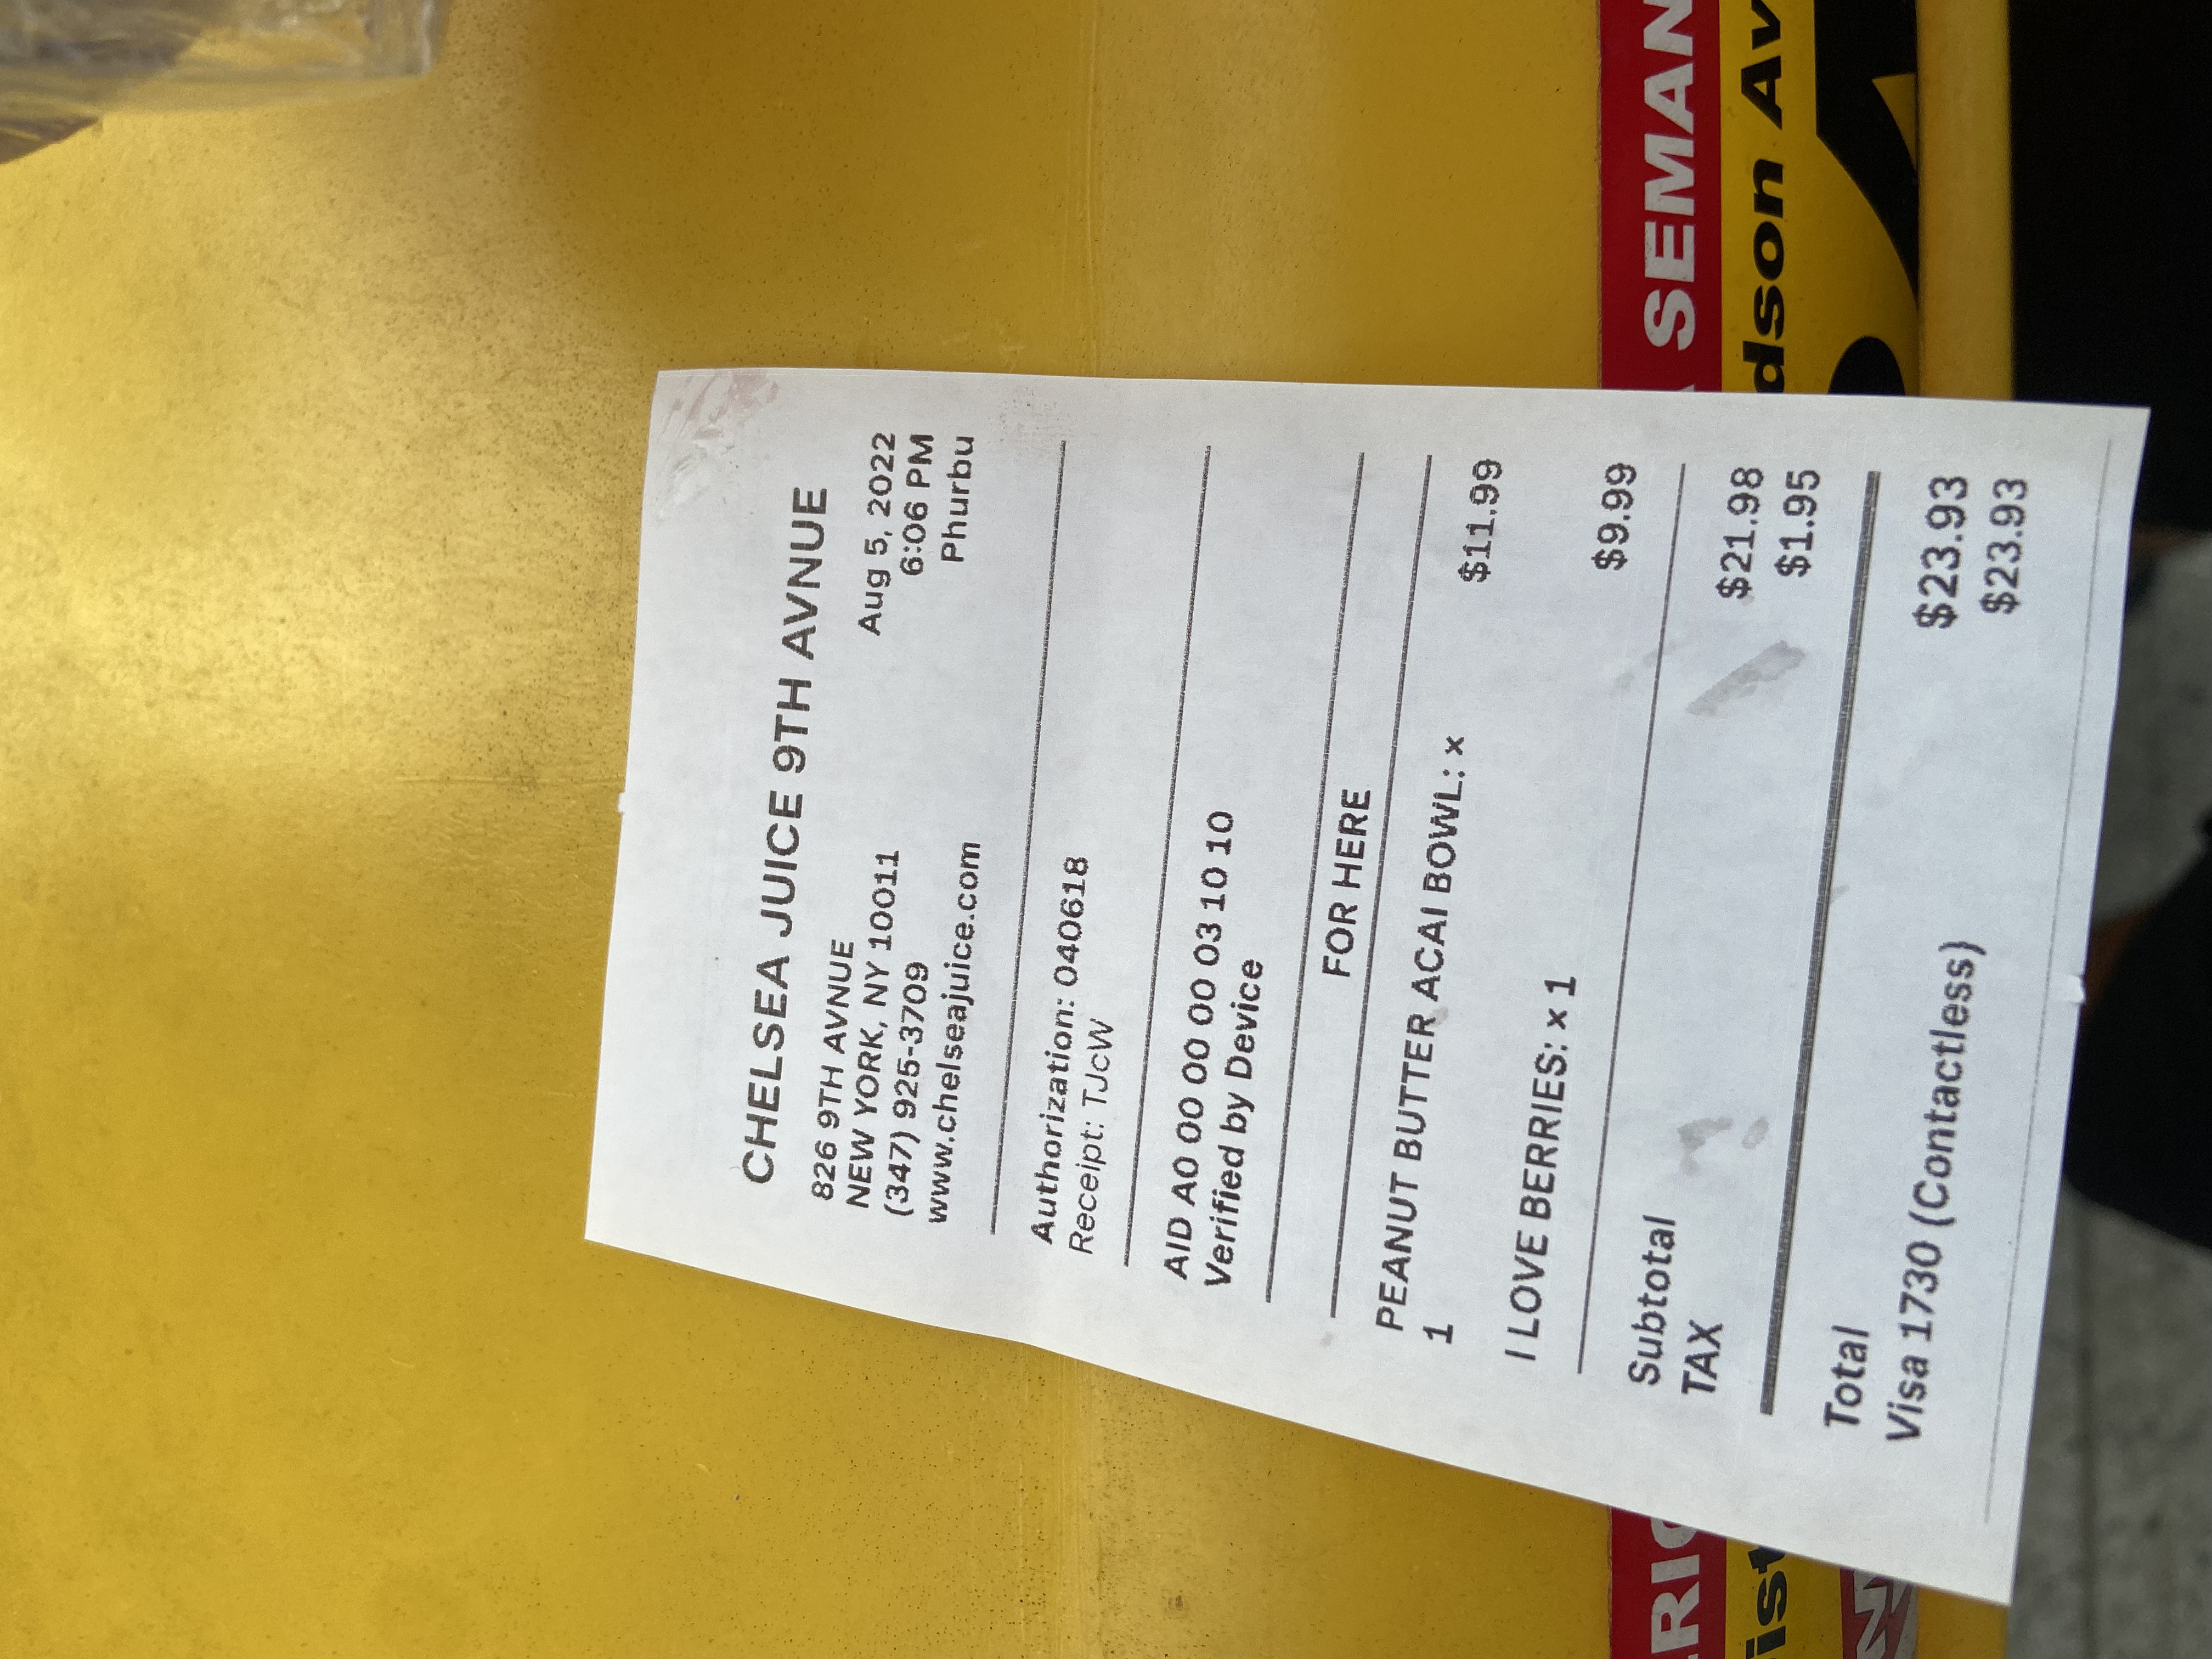 CHELSEA JUICE 9TH AVNUE
826 9TH AVNUE
NEW YORK, NY 10011
(347) 925-3709
www.chelseajuice.com
Aug 5, 2022
6:06 PM
Phurbu
Authorization: 040618
Receipt: TJcW
AID A0 00 00 00 03 10 10
Verified by Device
FOR HERE
PEANUT BUTTER ACAI BOWL: × $11.99
1
I LOVE BERRIES: × 1 $9.99
Subtotal $21.98
TAX $1.95
Total $23.93
Visa 1730 (Contactless) $23.93
SEMAN
dson Av